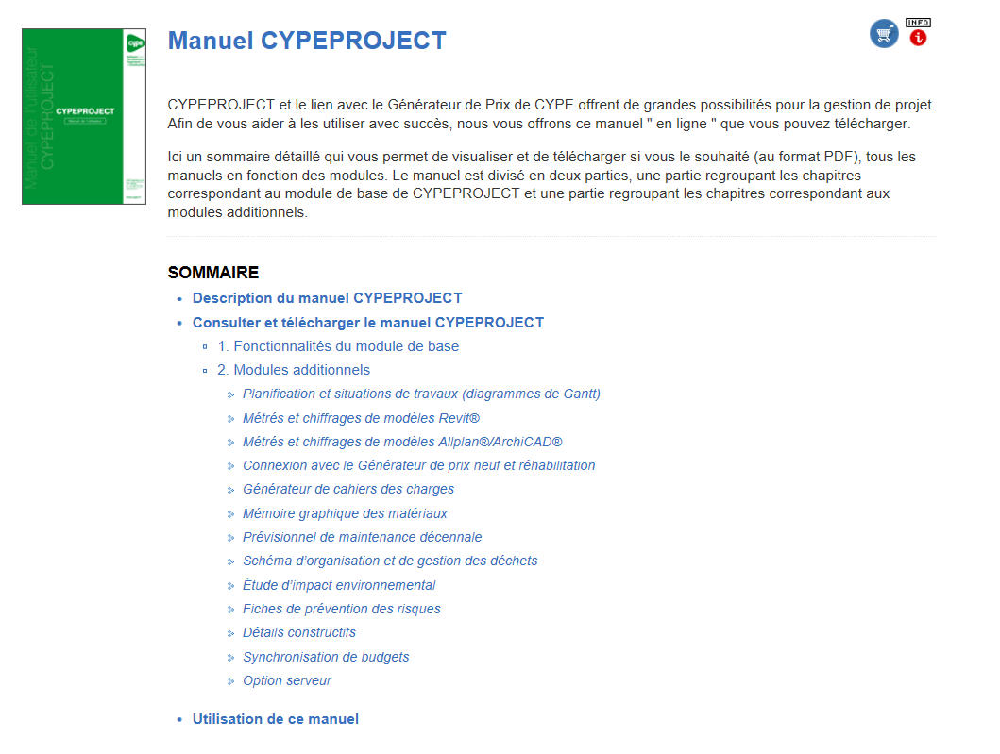 Manuel CYPEPROJECT
INFO
Manuel de l'utilisateur
CYPEPROJECT
cype
CYPEPROJECT
Manuel de l'utilisateur
CYPEPROJECT et le lien avec le Générateur de Prix de CYPE offrent de grandes possibilités pour la gestion de projet.
Afin de vous aider à les utiliser avec succès, nous vous offrons ce manuel " en ligne " que vous pouvez télécharger.
Ici un sommaire détaillé qui vous permet de visualiser et de télécharger si vous le souhaité (au format PDF), tous les
manuels en fonction des modules. Le manuel est divisé en deux parties, une partie regroupant les chapitres
correspondant au module de base de CYPEPROJECT et une partie regroupant les chapitres correspondant aux
modules additionnels.
SOMMAIRE
Description du manuel CYPEPROJECT
Consulter et télécharger le manuel CYPEPROJECT
1. Fonctionnalités du module de base
2. Modules additionnels
Planification et situations de travaux (diagrammes de Gantt)
Métrés et chiffrages de modèles Revit®
Métrés et chiffrages de modèles Allplan®/ArchiCAD®
Connexion avec le Générateur de prix neuf et réhabilitation
Générateur de cahiers des charges
Mémoire graphique des matériaux
Prévisionnel de maintenance décennale
Schéma d'organisation et de gestion des déchets
Étude d'impact environnemental
Fiches de prévention des risques
Détails constructifs
Synchronisation de budgets
Option serveur
Utilisation de ce manuel